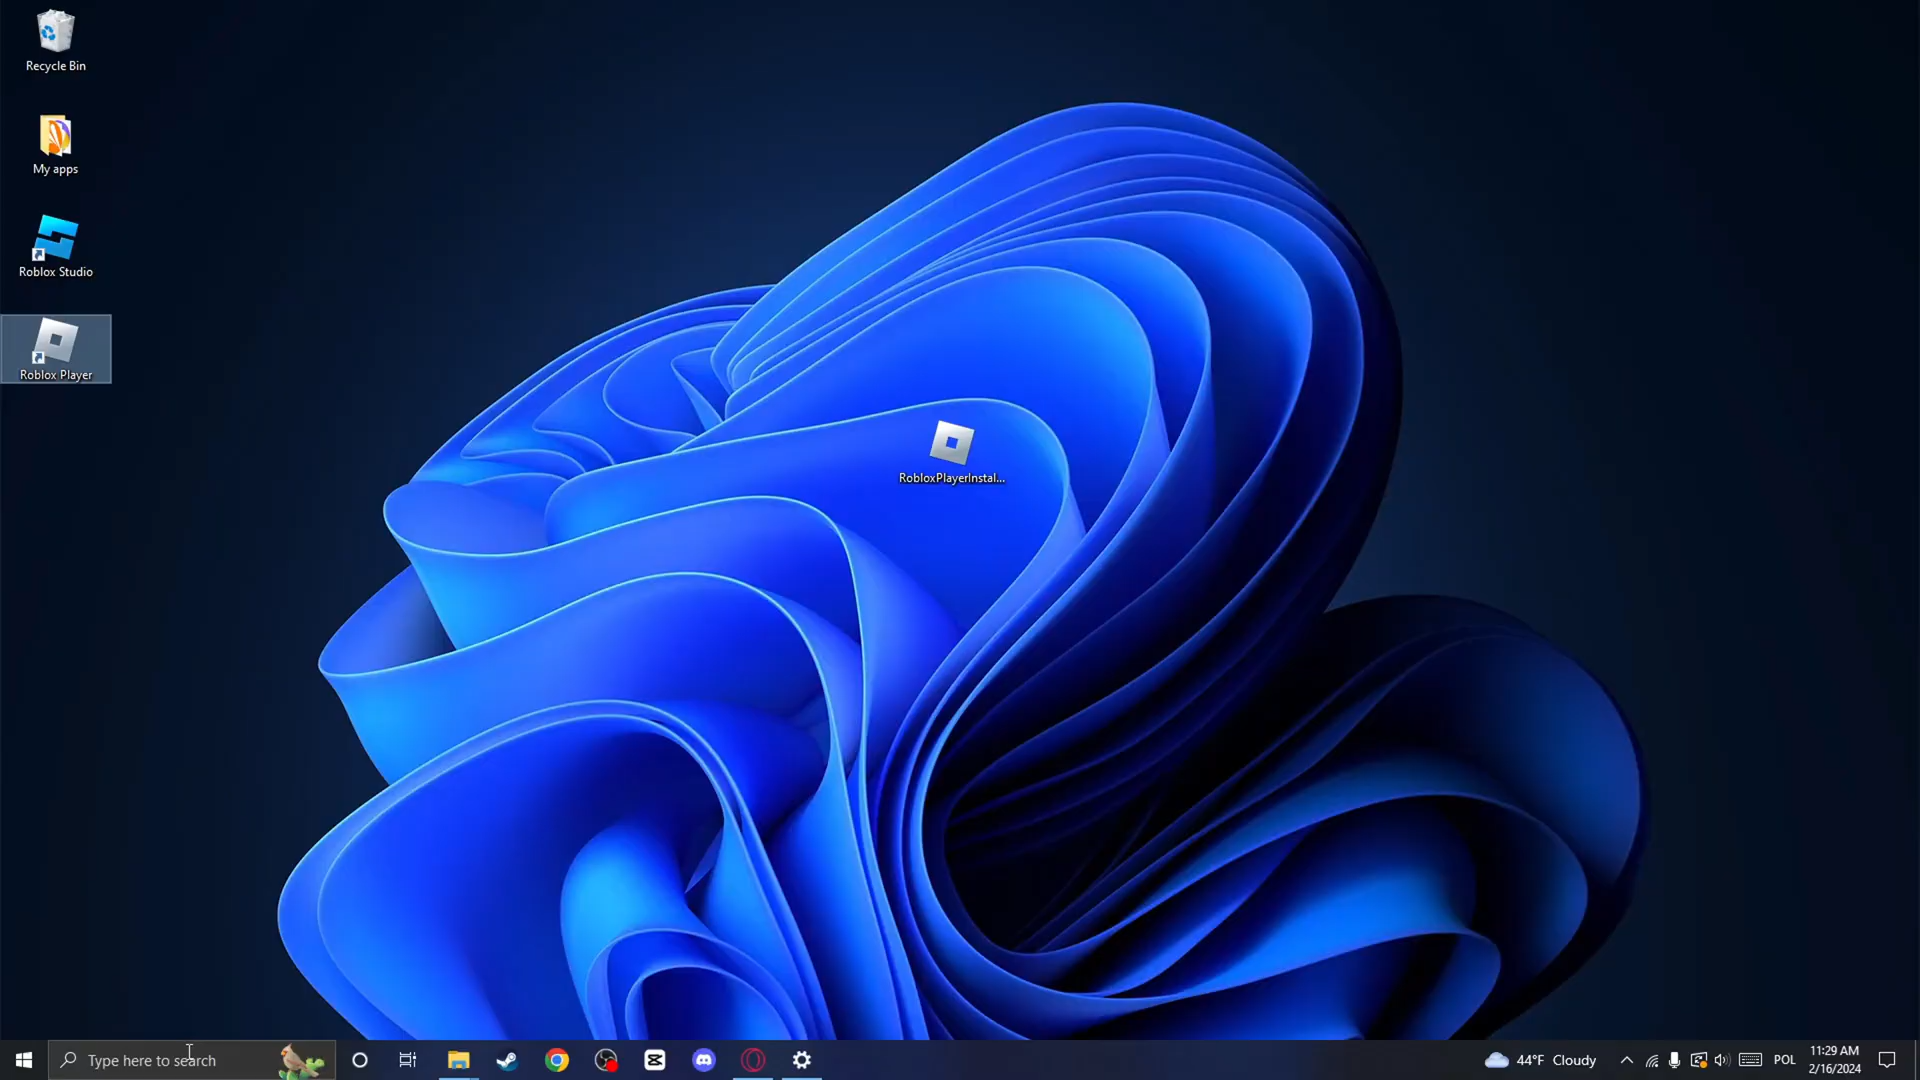 Recycle Bin
My apps
Roblox Studio
Roblox Player
RobloxPlayerInstal...
Type here to search
44°F Cloudy
POL
11:29 AM
2/16/2024